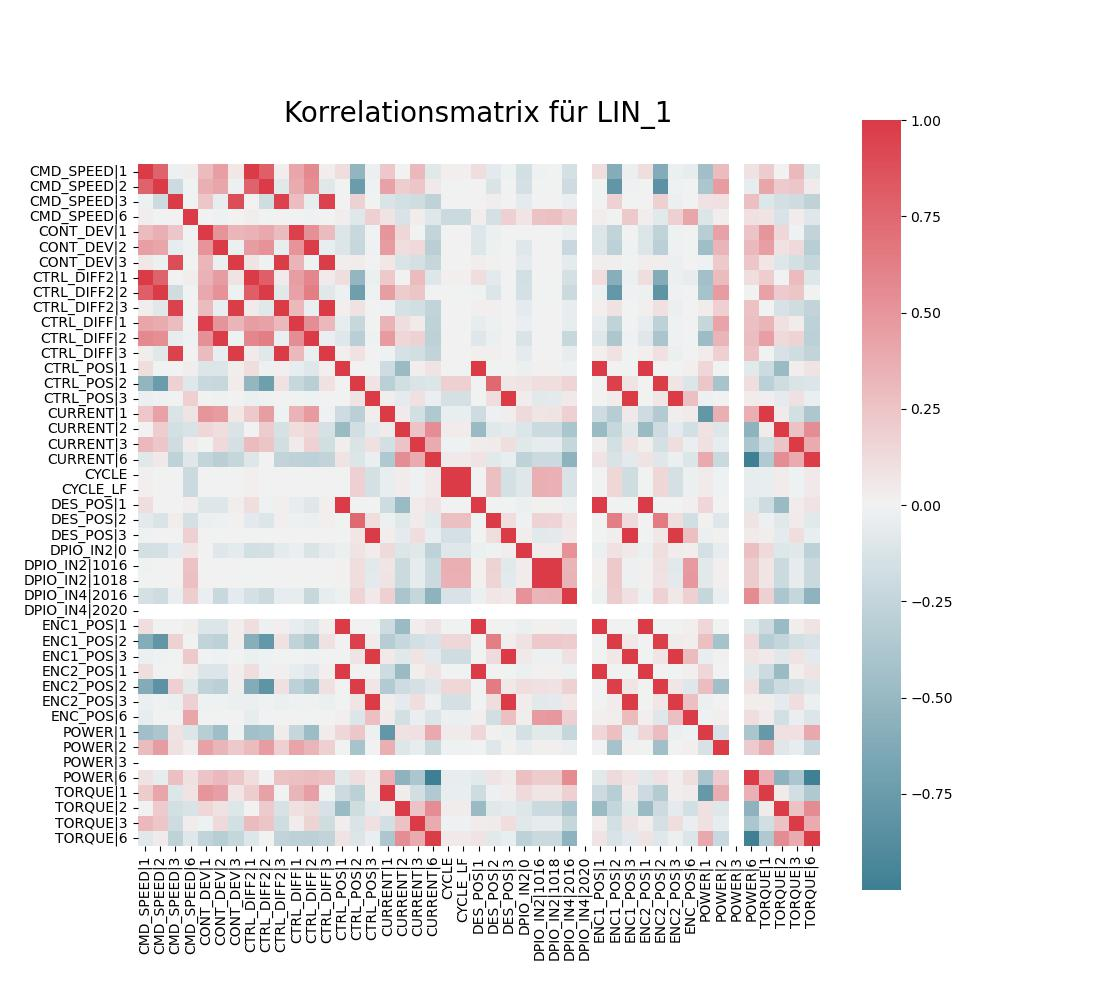 Korrelationsmatrix für LIN_1
CMD_SPEED|1
CMD_SPEED|2
CMD_SPEED|3
CMD_SPEED|6
CONT_DEV|1
CONT_DEV|2
CONT_DEV|3
CTRL_DIFF2|1
CTRL_DIFF2|2
CTRL_DIFF2|3
CTRL_DIFF|1
CTRL_DIFF|2
CTRL_DIFF|3
CTRL_POS|1
CTRL_POS|2
CTRL_POS|3
CURRENT|1
CURRENT|2
CURRENT|3
CURRENT|6
CYCLE
CYCLE_LF
DES_POS|1
DES_POS|2
DES_POS|3
DPIO_IN2|0
DPIO_IN2|1016
DPIO_IN2|1018
DPIO_IN4|2016
DPIO_IN4|2020
ENC1_POS|1
ENC1_POS|2
ENC1_POS|3
ENC2_POS|1
ENC2_POS|2
ENC2_POS|3
ENC_POS|6
POWER|1
POWER|2
POWER|3
POWER|6
TORQUE|1
TORQUE|2
TORQUE|3
TORQUE|6
CMD_SPEED|1
CMD_SPEED|2
CMD_SPEED|3
CMD_SPEED|6
CONT_DEV|1
CONT_DEV|2
CONT_DEV|3
CTRL_DIFF2|1
CTRL_DIFF2|2
CTRL_DIFF2|3
CTRL_DIFF|1
CTRL_DIFF|2
CTRL_DIFF|3
CTRL_POS|1
CTRL_POS|2
CTRL_POS|3
CURRENT|1
CURRENT|2
CURRENT|3
CURRENT|6
CYCLE
CYCLE_LF
DES_POS|1
DES_POS|2
DES_POS|3
DPIO_IN2|0
DPIO_IN2|1016
DPIO_IN2|1018
DPIO_IN4|2016
DPIO_IN4|2020
ENC1_POS|1
ENC1_POS|2
ENC1_POS|3
ENC2_POS|1
ENC2_POS|2
ENC2_POS|3
ENC_POS|6
POWER|1
POWER|2
POWER|3
POWER|6
TORQUE|1
TORQUE|2
TORQUE|3
TORQUE|6
1.00
0.75
0.50
0.25
0.00
−0.25
−0.50
−0.75